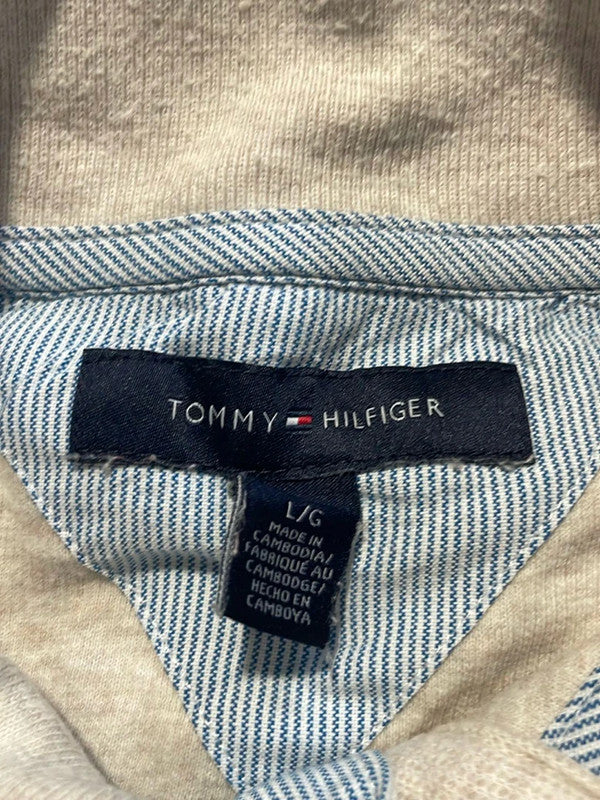 TOMMY HILFIGER
L/G
MADE IN
CAMBODIA/
FABRIQUÉ AU
CAMBODGE/
HECHO EN
CAMBOYA